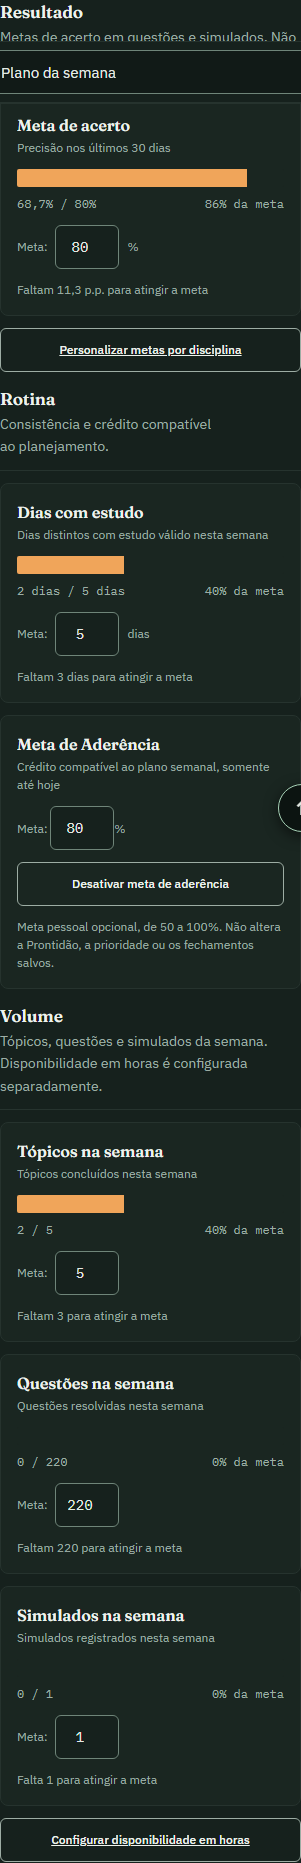 Resultado
Metas de acerto em questões e simulados. Não
Plano da semana
Meta de acerto
Precisão nos últimos 30 dias
68,7% / 80% 86% da meta
Meta: 80 %
Faltam 11,3 p.p. para atingir a meta
Personalizar metas por disciplina
Rotina
Consistência e crédito compatível
ao planejamento.
Dias com estudo
Dias distintos com estudo válido nesta semana
2 dias / 5 dias 40% da meta
Meta: 5 dias
Faltam 3 dias para atingir a meta
Meta de Aderência
Crédito compatível ao plano semanal, somente
até hoje
Meta: 80 %
Desativar meta de aderência
Meta pessoal opcional, de 50 a 100%. Não altera
a Prontidão, a prioridade ou os fechamentos
salvos.
Volume
Tópicos, questões e simulados da semana.
Disponibilidade em horas é configurada
separadamente.
Tópicos na semana
Tópicos concluídos nesta semana
2 / 5 40% da meta
Meta: 5
Faltam 3 para atingir a meta
Questões na semana
Questões resolvidas nesta semana
0 / 220 0% da meta
Meta: 220
Faltam 220 para atingir a meta
Simulados na semana
Simulados registrados nesta semana
0 / 1 0% da meta
Meta: 1
Falta 1 para atingir a meta
Configurar disponibilidade em horas